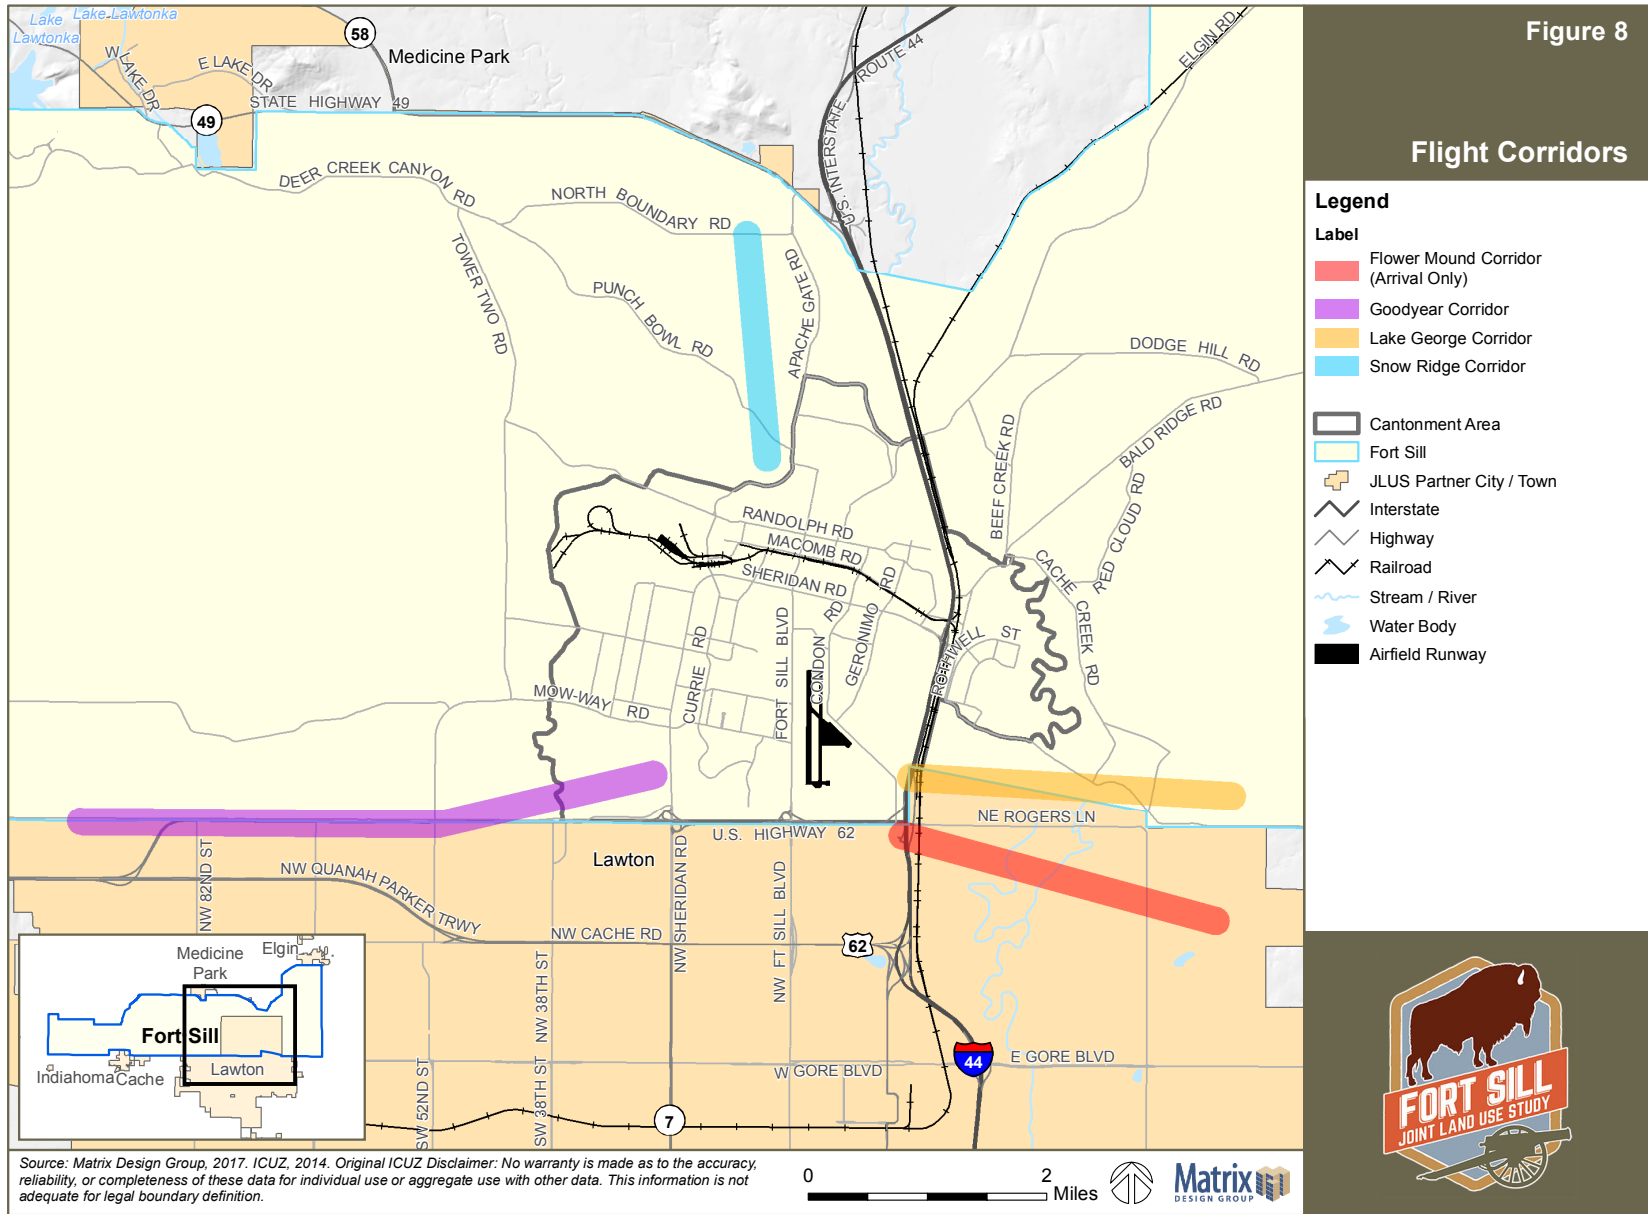 Figure 8
Flight Corridors
Legend
Label
Flower Mound Corridor
(Arrival Only)
Goodyear Corridor
Lake George Corridor
Snow Ridge Corridor
Cantonment Area
Fort Sill
JLUS Partner City / Town
Interstate
Highway
Railroad
Stream / River
Water Body
Airfield Runway
Lake Lawtonka
Lake
Lawtonka
W LAKE DR
E LAKE DR
58
Medicine Park
STATE HIGHWAY 49
49
U.S. INTERSTATE
ROUTE 44
ELGIN RD
DEER CREEK CANYON RD
NORTH BOUNDARY RD
TOWER TWO RD
PUNCH BOWL RD
APACHE GATE RD
DODGE HILL RD
BALD RIDGE RD
BEEF CREEK RD
RED CLOUD RD
CACHE CREEK RD
RANDOLPH RD
MACOMB RD
SHERIDAN RD
CURRIE RD
FORT SILL BLVD
CONDON RD
GERONIMO RD
ROTHWELL ST
MOW-WAY RD
NE ROGERS LN
U.S. HIGHWAY 62
Lawton
NW 82ND ST
NW QUANAH PARKER TRWY
NW CACHE RD
NW SHERIDAN RD
NW FT SILL BLVD
62
NW 38TH ST
SW 38TH ST
SW 52ND ST
W GORE BLVD
E GORE BLVD
44
7
Medicine
Park
Elgin
Fort Sill
Indiahoma
Cache
Lawton
Source: Matrix Design Group, 2017. ICUZ, 2014. Original ICUZ Disclaimer: No warranty is made as to the accuracy,
reliability, or completeness of these data for individual use or aggregate use with other data. This information is not
adequate for legal boundary definition.
0 2
Miles
Matrix
DESIGN GROUP
FORT SILL
JOINT LAND USE STUDY